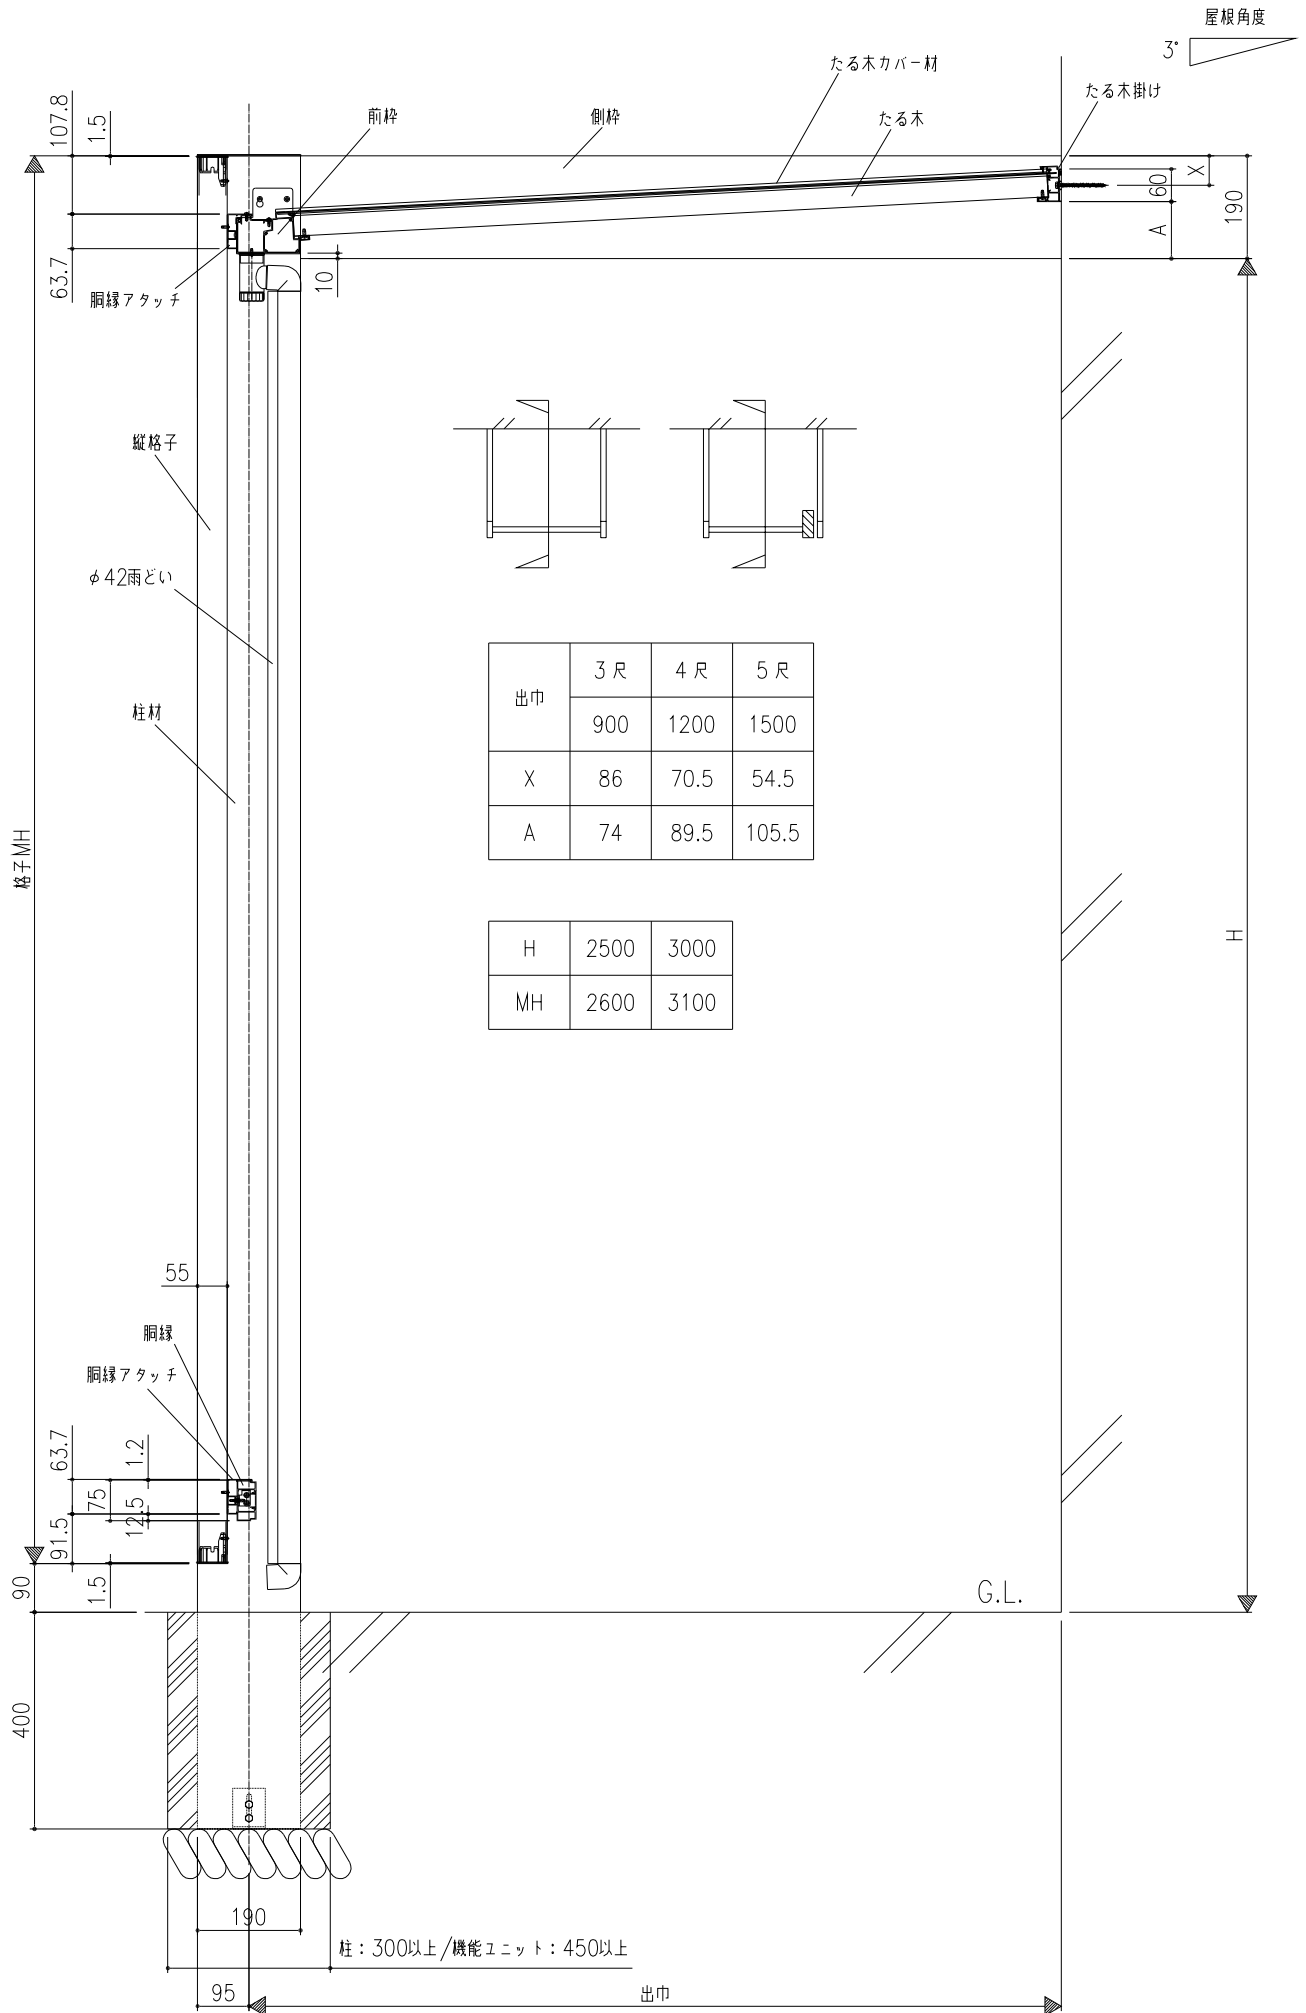 屋根角度
3°
たる木カバー材
たる木掛け
前枠
側枠
たる木
107.8
1.5
X
60
190
A
63.7
10
胴縁アタッチ
縦格子
φ42雨どい
柱材
出巾 3尺 4尺 5尺
900 1200 1500
X 86 70.5 54.5
A 74 89.5 105.5
格子MH
H
H 2500 3000
MH 2600 3100
55
胴縁
胴縁アタッチ
63.7
1.2
75
12.5
91.5
90
1.5
G.L.
400
190
柱：300以上/機能ユニット：450以上
95
出巾